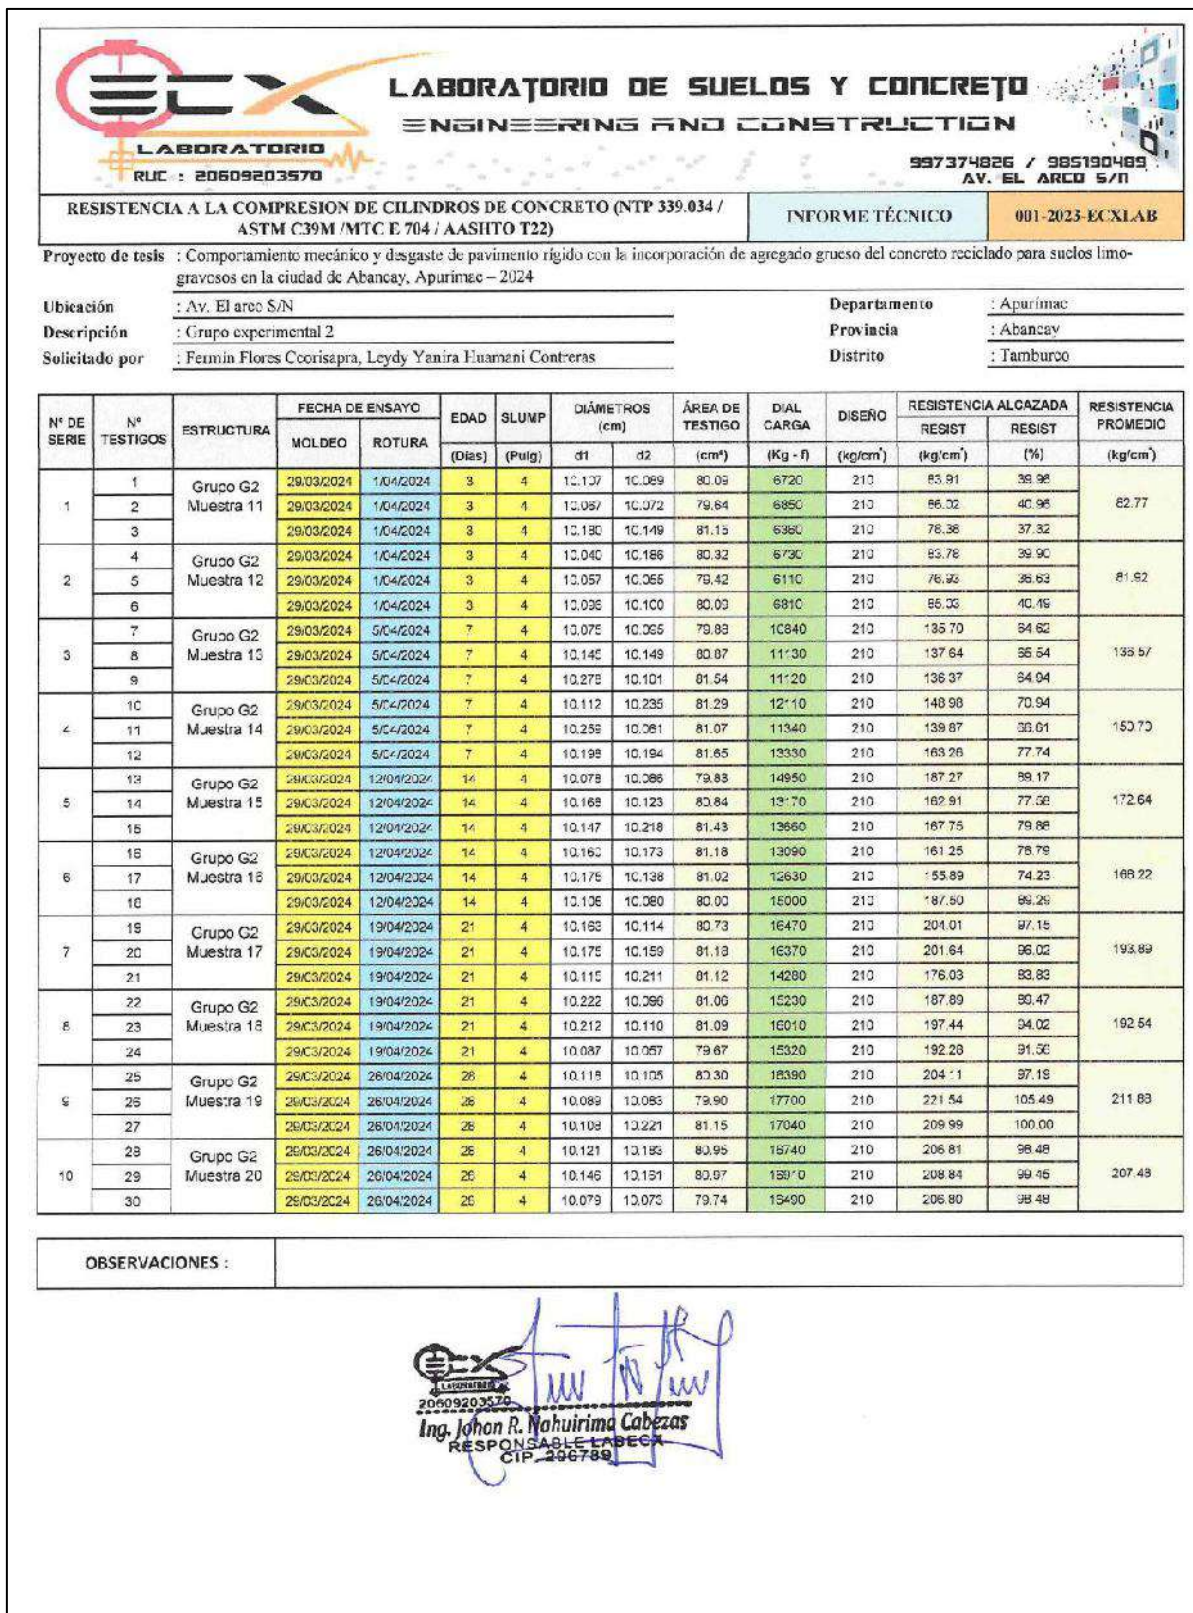 ECX
LABORATORIO
RUC : 20609203570
LABORATORIO DE SUELOS Y CONCRETO
ENGINEERING AND CONSTRUCTION
997374826 / 985190489
AV. EL ARCO S/N
RESISTENCIA A LA COMPRESION DE CILINDROS DE CONCRETO (NTP 339.034 /
ASTM C39M /MTC E 704 / AASHTO T22)
INFORME TÉCNICO
001-2023-ECXLAB
Proyecto de tesis : Comportamiento mecánico y desgaste de pavimento rígido con la incorporación de agregado grueso del concreto reciclado para suelos limo-
gravosos en la ciudad de Abancay, Apurímac – 2024
Ubicación : Av. El arco S/N Departamento : Apurímac
Descripción : Grupo experimental 2 Provincia : Abancay
Solicitado por : Fermin Flores Ccorisapra, Leydy Yanira Huamani Contreras Distrito : Tamburco
N° DE SERIE N° TESTIGOS ESTRUCTURA FECHA DE ENSAYO EDAD SLUMP DIÁMETROS (cm) ÁREA DE TESTIGO DIAL CARGA DISEÑO RESISTENCIA ALCAZADA RESISTENCIA PROMEDIO
MOLDEO ROTURA (Dias) (Pulg) d1 d2 (cm²) (Kg - f) (kg/cm²) RESIST (kg/cm²) RESIST (%) (kg/cm²)
1 Grupo G2 Muestra 11 82.77
1 29/03/2024 1/04/2024 3 4 10.107 10.089 80.09 6720 210 83.91 39.96
2 29/03/2024 1/04/2024 3 4 10.067 10.072 79.64 6850 210 86.02 40.96
3 29/03/2024 1/04/2024 3 4 10.180 10.149 81.15 6360 210 78.38 37.32
2 Grupo G2 Muestra 12 81.92
4 29/03/2024 1/04/2024 3 4 10.040 10.186 80.32 6730 210 83.78 39.90
5 29/03/2024 1/04/2024 3 4 10.057 10.055 79.42 6110 210 76.93 36.63
6 29/03/2024 1/04/2024 3 4 10.096 10.100 80.09 6810 210 85.03 40.49
3 Grupo G2 Muestra 13 136.57
7 29/03/2024 5/04/2024 7 4 10.075 10.095 79.88 10840 210 135.70 64.62
8 29/03/2024 5/04/2024 7 4 10.145 10.149 80.87 11130 210 137.64 65.54
9 29/03/2024 5/04/2024 7 4 10.278 10.101 81.54 11120 210 136.37 64.94
4 Grupo G2 Muestra 14 150.70
10 29/03/2024 5/04/2024 7 4 10.112 10.235 81.29 12110 210 148.98 70.94
11 29/03/2024 5/04/2024 7 4 10.259 10.061 81.07 11340 210 139.87 66.61
12 29/03/2024 5/04/2024 7 4 10.198 10.194 81.65 13330 210 163.26 77.74
5 Grupo G2 Muestra 15 172.64
13 29/03/2024 12/04/2024 14 4 10.078 10.086 79.83 14950 210 187.27 89.17
14 29/03/2024 12/04/2024 14 4 10.168 10.123 80.84 13170 210 162.91 77.58
15 29/03/2024 12/04/2024 14 4 10.147 10.218 81.43 13660 210 167.75 79.88
6 Grupo G2 Muestra 16 168.22
16 29/03/2024 12/04/2024 14 4 10.160 10.173 81.18 13090 210 161.25 76.79
17 29/03/2024 12/04/2024 14 4 10.175 10.138 81.02 12630 210 155.89 74.23
18 29/03/2024 12/04/2024 14 4 10.106 10.080 80.00 15000 210 187.50 89.29
7 Grupo G2 Muestra 17 193.89
19 29/03/2024 19/04/2024 21 4 10.163 10.114 80.73 16470 210 204.01 97.15
20 29/03/2024 19/04/2024 21 4 10.175 10.159 81.18 16370 210 201.64 96.02
21 29/03/2024 19/04/2024 21 4 10.115 10.211 81.12 14280 210 176.03 83.83
8 Grupo G2 Muestra 18 192.54
22 29/03/2024 19/04/2024 21 4 10.222 10.096 81.06 15230 210 187.89 89.47
23 29/03/2024 19/04/2024 21 4 10.212 10.110 81.09 16010 210 197.44 94.02
24 29/03/2024 19/04/2024 21 4 10.087 10.057 79.67 15320 210 192.28 91.56
9 Grupo G2 Muestra 19 211.88
25 29/03/2024 26/04/2024 28 4 10.118 10.105 80.30 16390 210 204.11 97.19
26 29/03/2024 26/04/2024 28 4 10.089 10.083 79.90 17700 210 221.54 105.49
27 29/03/2024 26/04/2024 28 4 10.109 10.221 81.15 17040 210 209.99 100.00
10 Grupo G2 Muestra 20 207.48
28 29/03/2024 26/04/2024 28 4 10.121 10.183 80.95 16740 210 206.81 98.48
29 29/03/2024 26/04/2024 28 4 10.146 10.161 80.97 16910 210 208.84 99.45
30 29/03/2024 26/04/2024 28 4 10.079 10.073 79.74 16490 210 206.80 98.48
OBSERVACIONES :
ECX
LABORATORIO
20609203570
Ing. Johon R. Nahuirima Cabezas
RESPONSABLE LABECX
CIP. 206789